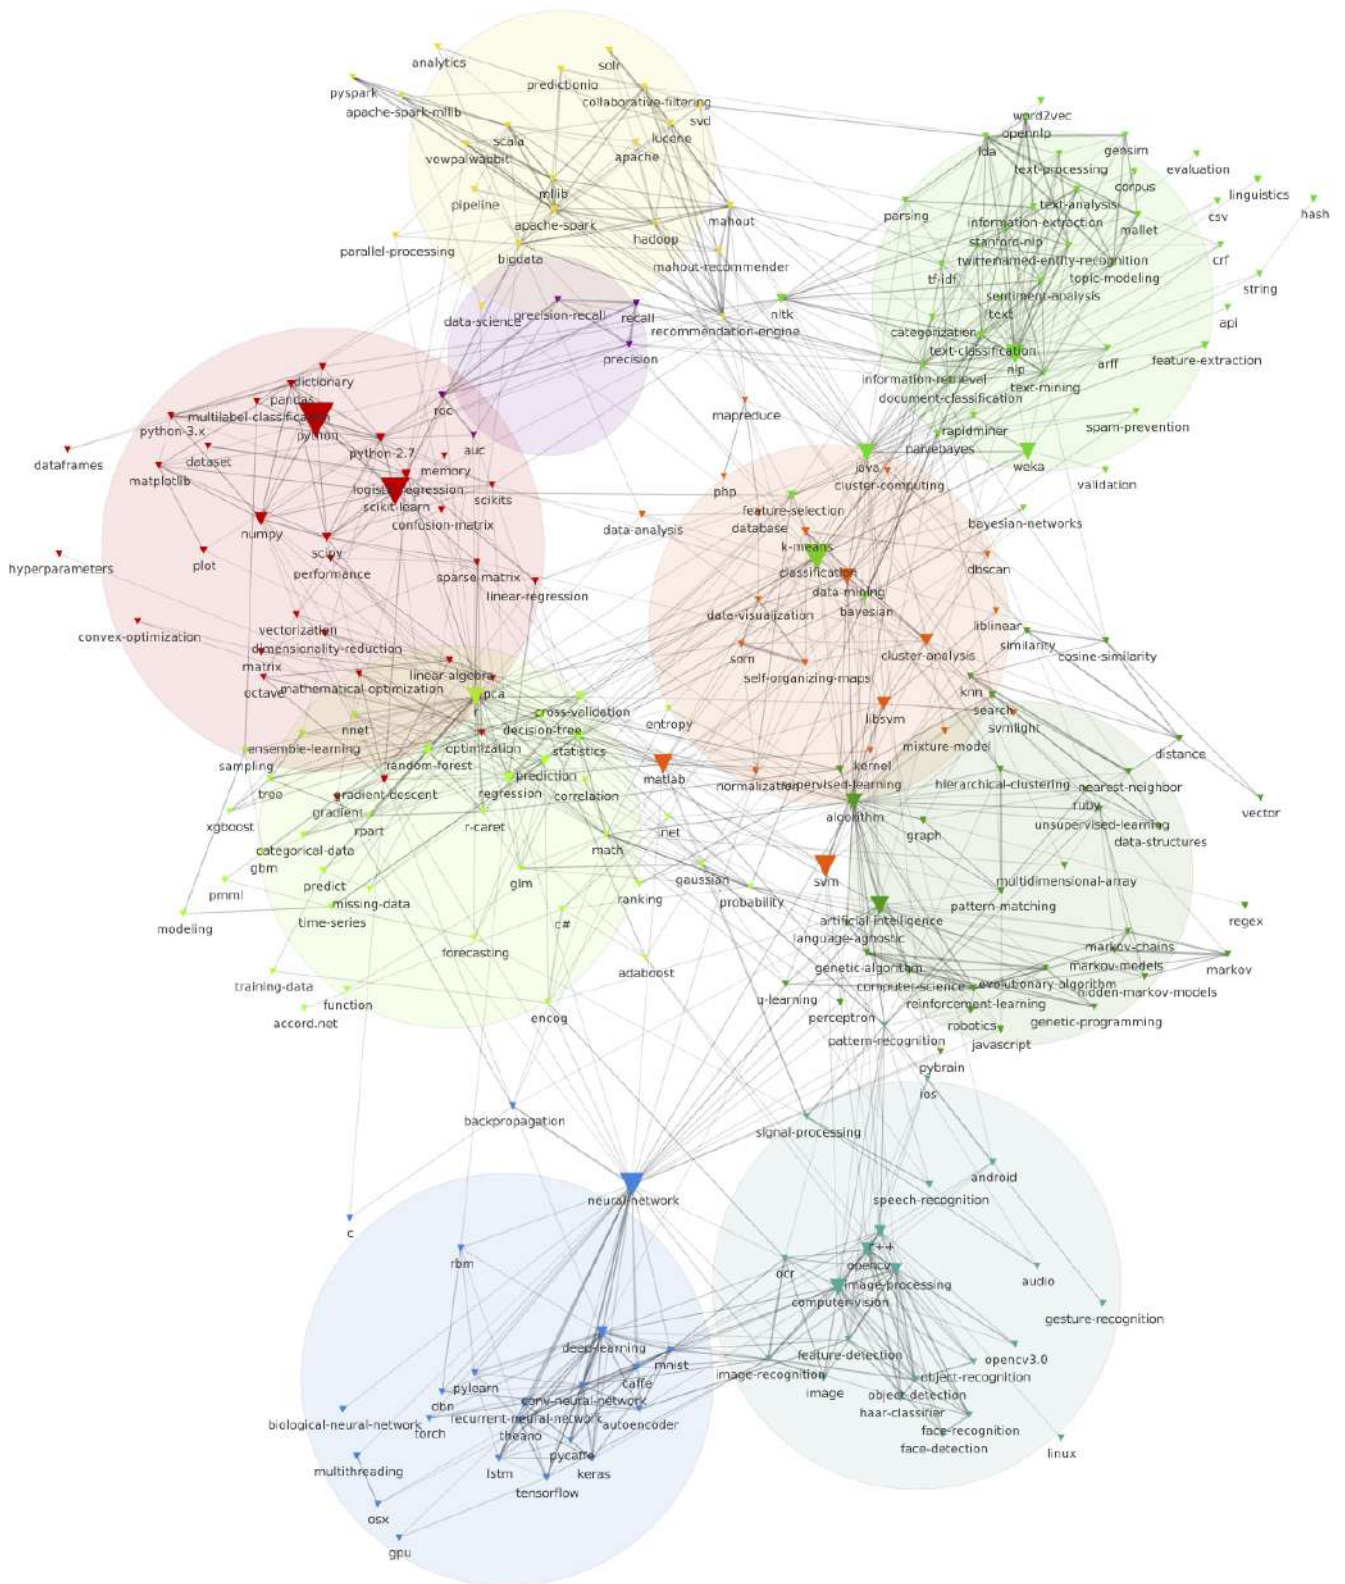 analytics
solr
predictionio
pyspark
collaborative-filtering
apache-spark-mllib
svd
word2vec
opennlp
scala
lucene
lda
gensim
vowpalwabbit
apache
text-processing
evaluation
corpus
linguistics
mllib
pipeline
text-analysis
parsing
csv
hash
apache-spark
mahout
information-extraction
mallet
hadoop
stanford-nlp
parallel-processing
bigdata
named-entity-recognition
crf
mahout-recommender
tf-idf
topic-modeling
string
sentiment-analysis
precision-recall
recall
nltk
text
data-science
recommendation-engine
categorization
api
text-classification
precision
nlp
arff
feature-extraction
information-retrieval
dictionary
text-mining
pandas
document-classification
roc
multilabel-classification
mapreduce
python-3.x
python
rapidminer
spam-prevention
auc
naivebayes
python-2.7
dataset
dataframes
java
weka
memory
matplotlib
cluster-computing
validation
logistic-regression
php
scikits
scikit-learn
feature-selection
confusion-matrix
database
bayesian-networks
data-analysis
numpy
k-means
scipy
plot
hyperparameters
classification
dbscan
performance
sparse-matrix
data-mining
linear-regression
bayesian
data-visualization
vectorization
liblinear
convex-optimization
dimensionality-reduction
similarity
som
cluster-analysis
cosine-similarity
matrix
linear-algebra
self-organizing-maps
octave
mathematical-optimization
pca
knn
r
cross-validation
entropy
libsvm
search
nnet
decision-tree
svmlight
ensemble-learning
optimization
statistics
mixture-model
distance
sampling
random-forest
kernel
prediction
matlab
normalization
supervised-learning
hierarchical-clustering
regression
nearest-neighbor
tree
gradient-descent
correlation
ruby
gradient
r-caret
algorithm
vector
xgboost
rpart
.net
unsupervised-learning
graph
data-structures
categorical-data
math
gbm
glm
gaussian
svm
predict
multidimensional-array
pmml
ranking
probability
missing-data
pattern-matching
time-series
c#
artificial-intelligence
regex
modeling
language-agnostic
markov-chains
forecasting
genetic-algorithm
markov-models
markov
adaboost
training-data
computer-science
evolutionary-algorithm
hidden-markov-models
q-learning
function
reinforcement-learning
accord.net
encog
perceptron
robotics
genetic-programming
pattern-recognition
javascript
pybrain
ios
backpropagation
signal-processing
android
neural-network
speech-recognition
c
c++
rbm
opencv
ocr
image-processing
audio
computer-vision
gesture-recognition
deep-learning
feature-detection
mnist
image-recognition
opencv3.0
caffe
object-recognition
pylearn
image
object-detection
dbn
conv-neural-network
haar-classifier
biological-neural-network
recurrent-neural-network
autoencoder
torch
theano
face-recognition
face-detection
linux
pycaffe
multithreading
lstm
keras
tensorflow
osx
gpu